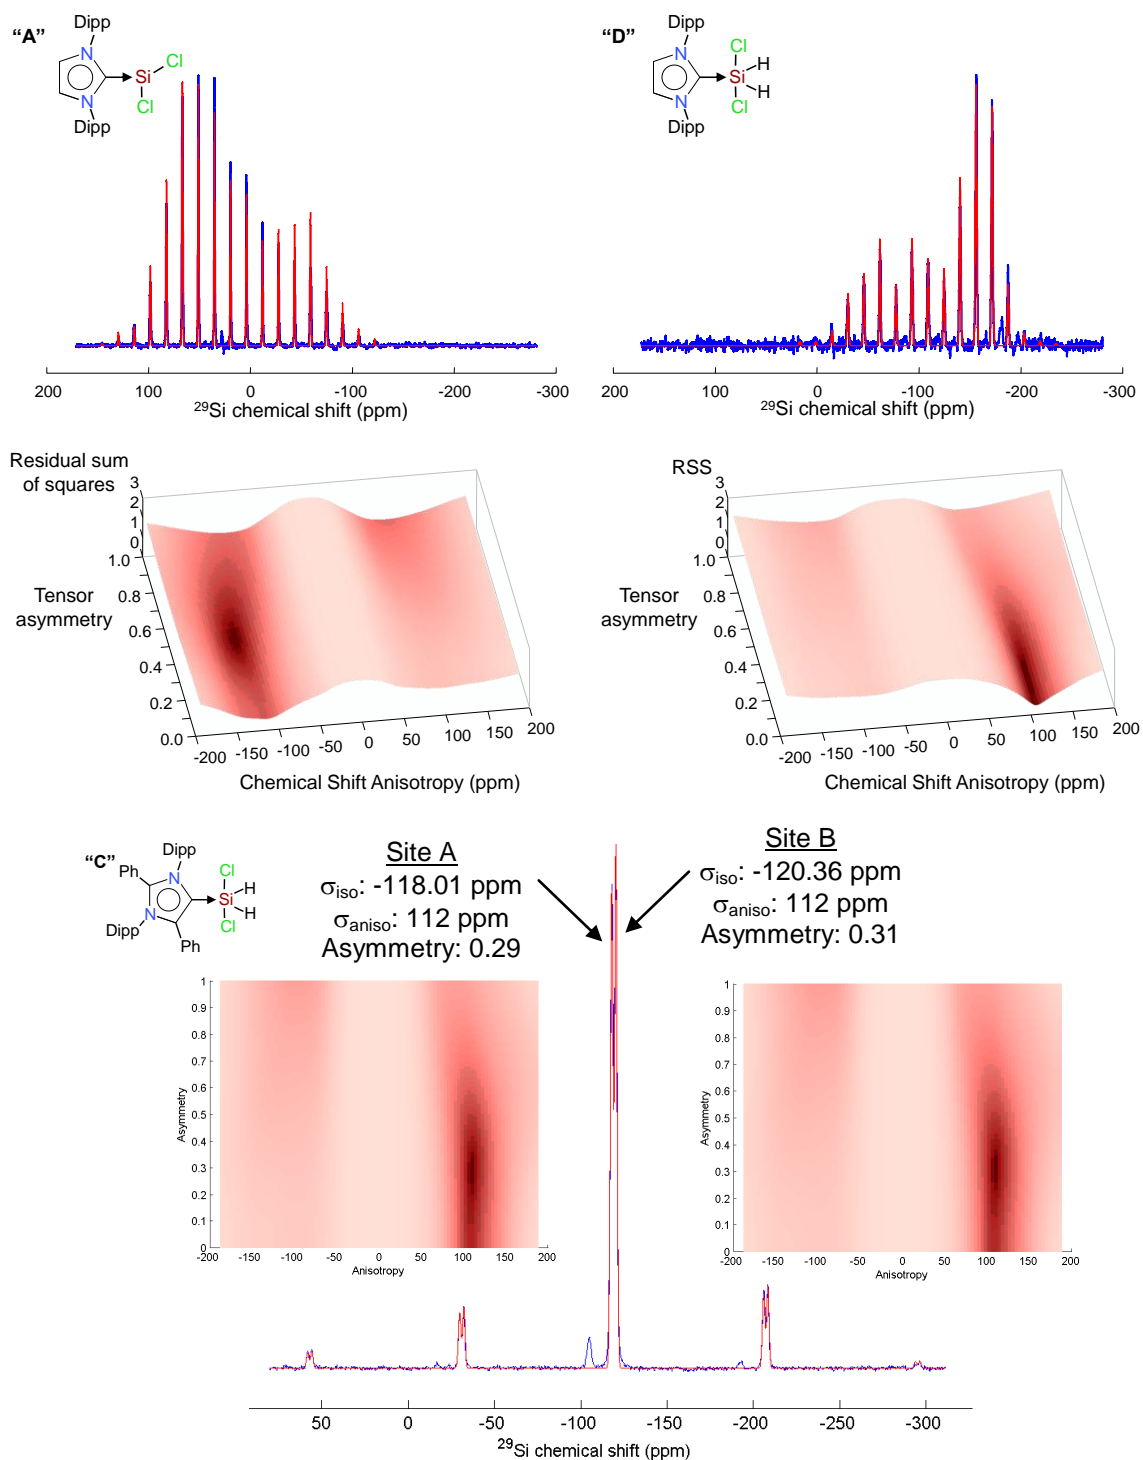 “A”
Dipp
N
Cl
Si
N
Cl
Dipp
200 100 0 -100 -200 -300
²⁹Si chemical shift (ppm)
“D”
Dipp
Cl
N
H
Si
H
N
Cl
Dipp
200 100 0 -100 -200 -300
²⁹Si chemical shift (ppm)
Residual sum
of squares
3
2
1
0
1.0
0.8
0.6
0.4
0.2
0.0
Tensor
asymmetry
-200 -150 -100 -50 0 50 100 150 200
Chemical Shift Anisotropy (ppm)
RSS
3
2
1
0
1.0
0.8
0.6
0.4
0.2
0.0
Tensor
asymmetry
-200 -150 -100 -50 0 50 100 150 200
Chemical Shift Anisotropy (ppm)
“C”
Dipp
Ph
N
Cl
H
Si
H
N
Cl
Dipp
Ph
Site A
σiso: -118.01 ppm
σaniso: 112 ppm
Asymmetry: 0.29
Site B
σiso: -120.36 ppm
σaniso: 112 ppm
Asymmetry: 0.31
1
0.9
0.8
0.7
0.6
0.5
0.4
0.3
0.2
0.1
0
Asymmetry
-200 -150 -100 -50 0 50 100 150 200
Anisotropy
1
0.9
0.8
0.7
0.6
0.5
0.4
0.3
0.2
0.1
0
Asymmetry
-200 -150 -100 -50 0 50 100 150 200
Anisotropy
50 0 -50 -100 -150 -200 -250 -300
²⁹Si chemical shift (ppm)